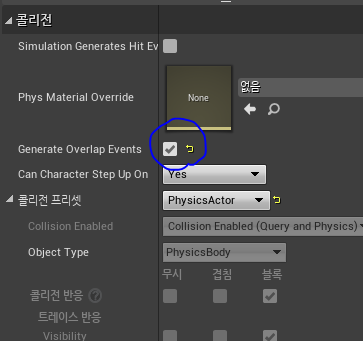 콜리전
Simulation Generates Hit Ev
Phys Material Override
None
없음
Generate Overlap Events
Can Character Step Up On
Yes
콜리전 프리셋
PhysicsActor
Collision Enabled
Collision Enabled (Query and Physics)
Object Type
PhysicsBody
무시 겹침 블록
콜리전 반응 ?
트레이스 반응
Visibility